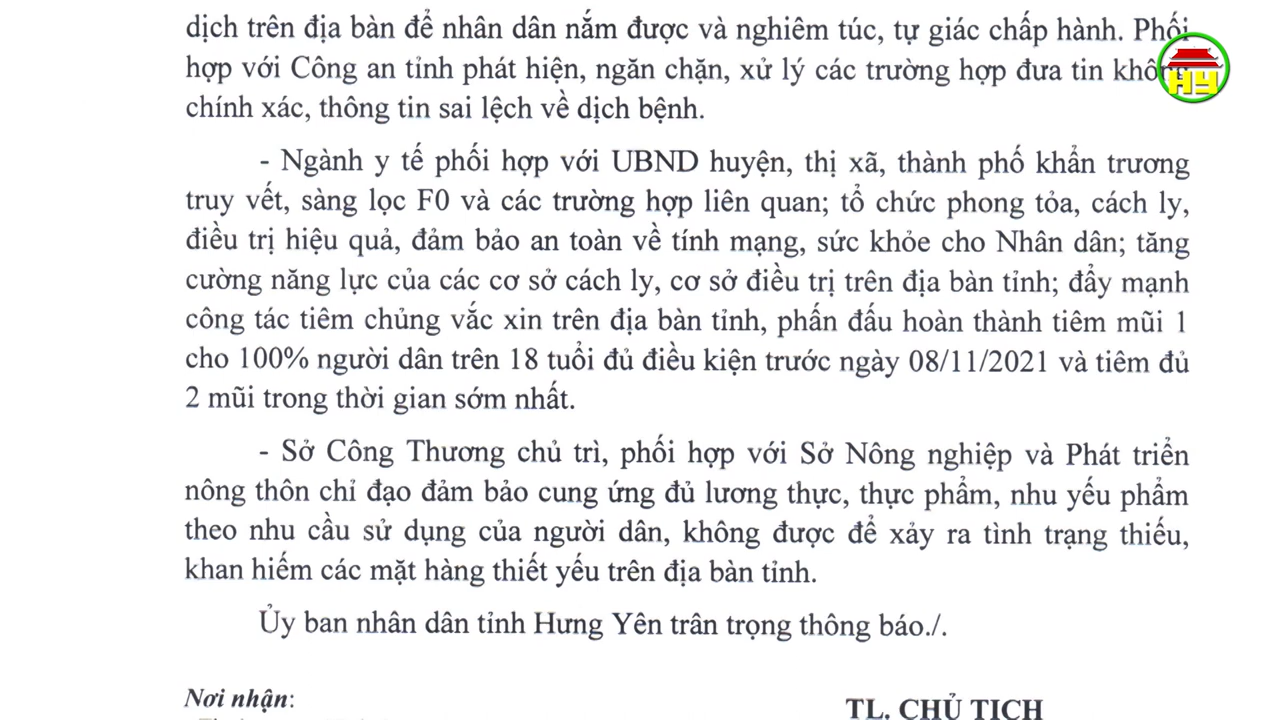 dịch trên địa bàn để nhân dân nắm được và nghiêm túc, tự giác chấp hành. Phối
hợp với Công an tỉnh phát hiện, ngăn chặn, xử lý các trường hợp đưa tin không
HY
chính xác, thông tin sai lệch về dịch bệnh.
- Ngành y tế phối hợp với UBND huyện, thị xã, thành phố khẩn trương
truy vết, sàng lọc F0 và các trường hợp liên quan; tổ chức phong tỏa, cách ly,
điều trị hiệu quả, đảm bảo an toàn về tính mạng, sức khỏe cho Nhân dân; tăng
cường năng lực của các cơ sở cách ly, cơ sở điều trị trên địa bàn tỉnh; đẩy mạnh
công tác tiêm chủng vắc xin trên địa bàn tỉnh, phấn đấu hoàn thành tiêm mũi 1
cho 100% người dân trên 18 tuổi đủ điều kiện trước ngày 08/11/2021 và tiêm đủ
2 mũi trong thời gian sớm nhất.
- Sở Công Thương chủ trì, phối hợp với Sở Nông nghiệp và Phát triển
nông thôn chỉ đạo đảm bảo cung ứng đủ lương thực, thực phẩm, nhu yếu phẩm
theo nhu cầu sử dụng của người dân, không được để xảy ra tình trạng thiếu,
khan hiếm các mặt hàng thiết yếu trên địa bàn tỉnh.
Ủy ban nhân dân tỉnh Hưng Yên trân trọng thông báo./.
Nơi nhận:
TL. CHỦ TỊCH